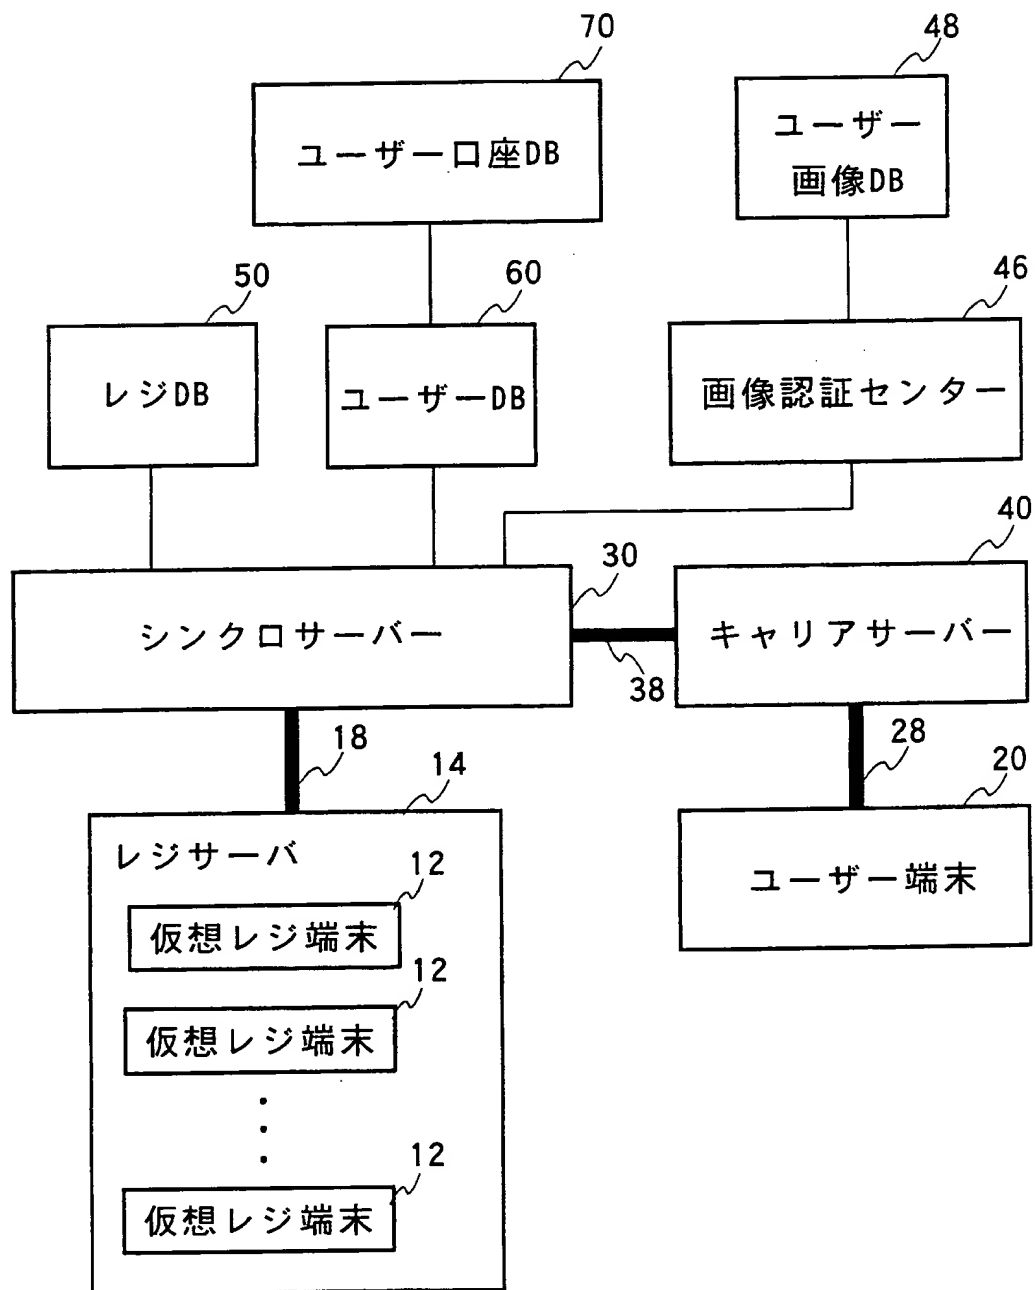 70
48
ユーザー口座DB
ユーザー
画像DB
50
60
46
レジDB
ユーザーDB
画像認証センター
30
40
シンクロサーバー
キャリアサーバー
38
18
28
14
20
レジサーバ
ユーザー端末
12
仮想レジ端末
12
仮想レジ端末
12
仮想レジ端末